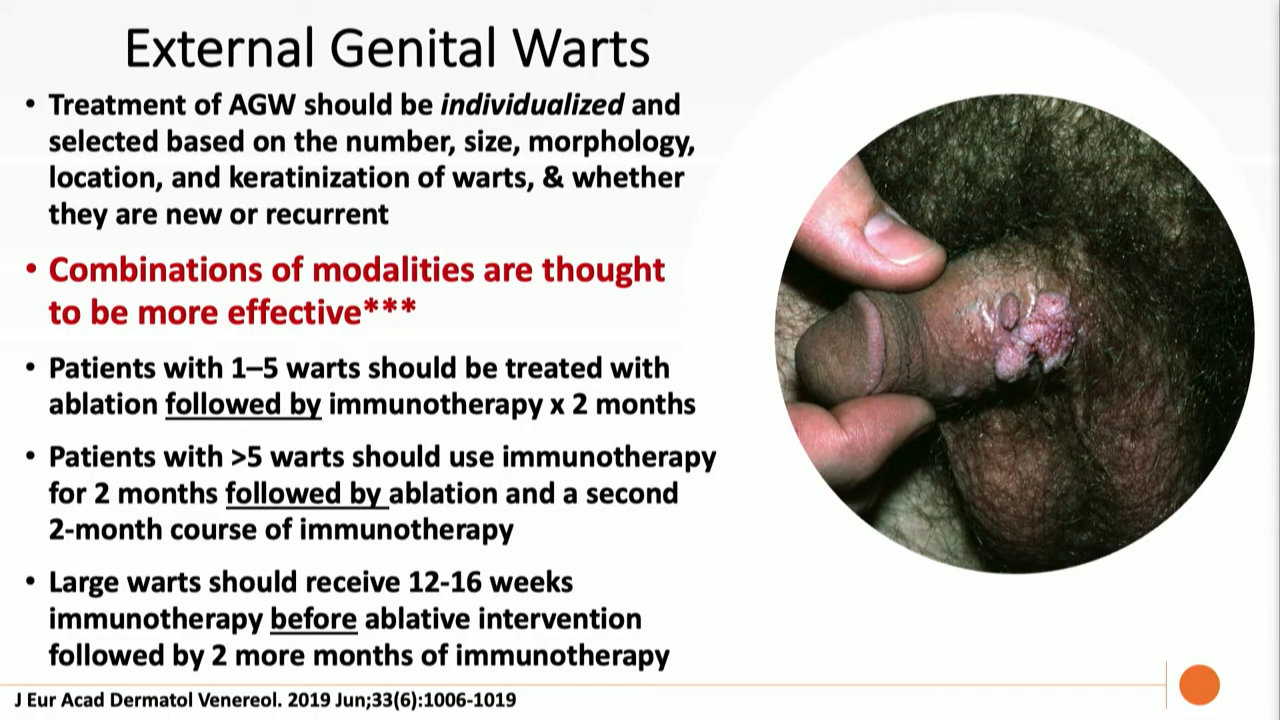 External Genital Warts
• Treatment of AGW should be individualized and
selected based on the number, size, morphology,
location, and keratinization of warts, & whether
they are new or recurrent
• Combinations of modalities are thought
to be more effective***
• Patients with 1–5 warts should be treated with
ablation followed by immunotherapy x 2 months
• Patients with >5 warts should use immunotherapy
for 2 months followed by ablation and a second
2-month course of immunotherapy
• Large warts should receive 12-16 weeks
immunotherapy before ablative intervention
followed by 2 more months of immunotherapy
J Eur Acad Dermatol Venereol. 2019 Jun;33(6):1006-1019